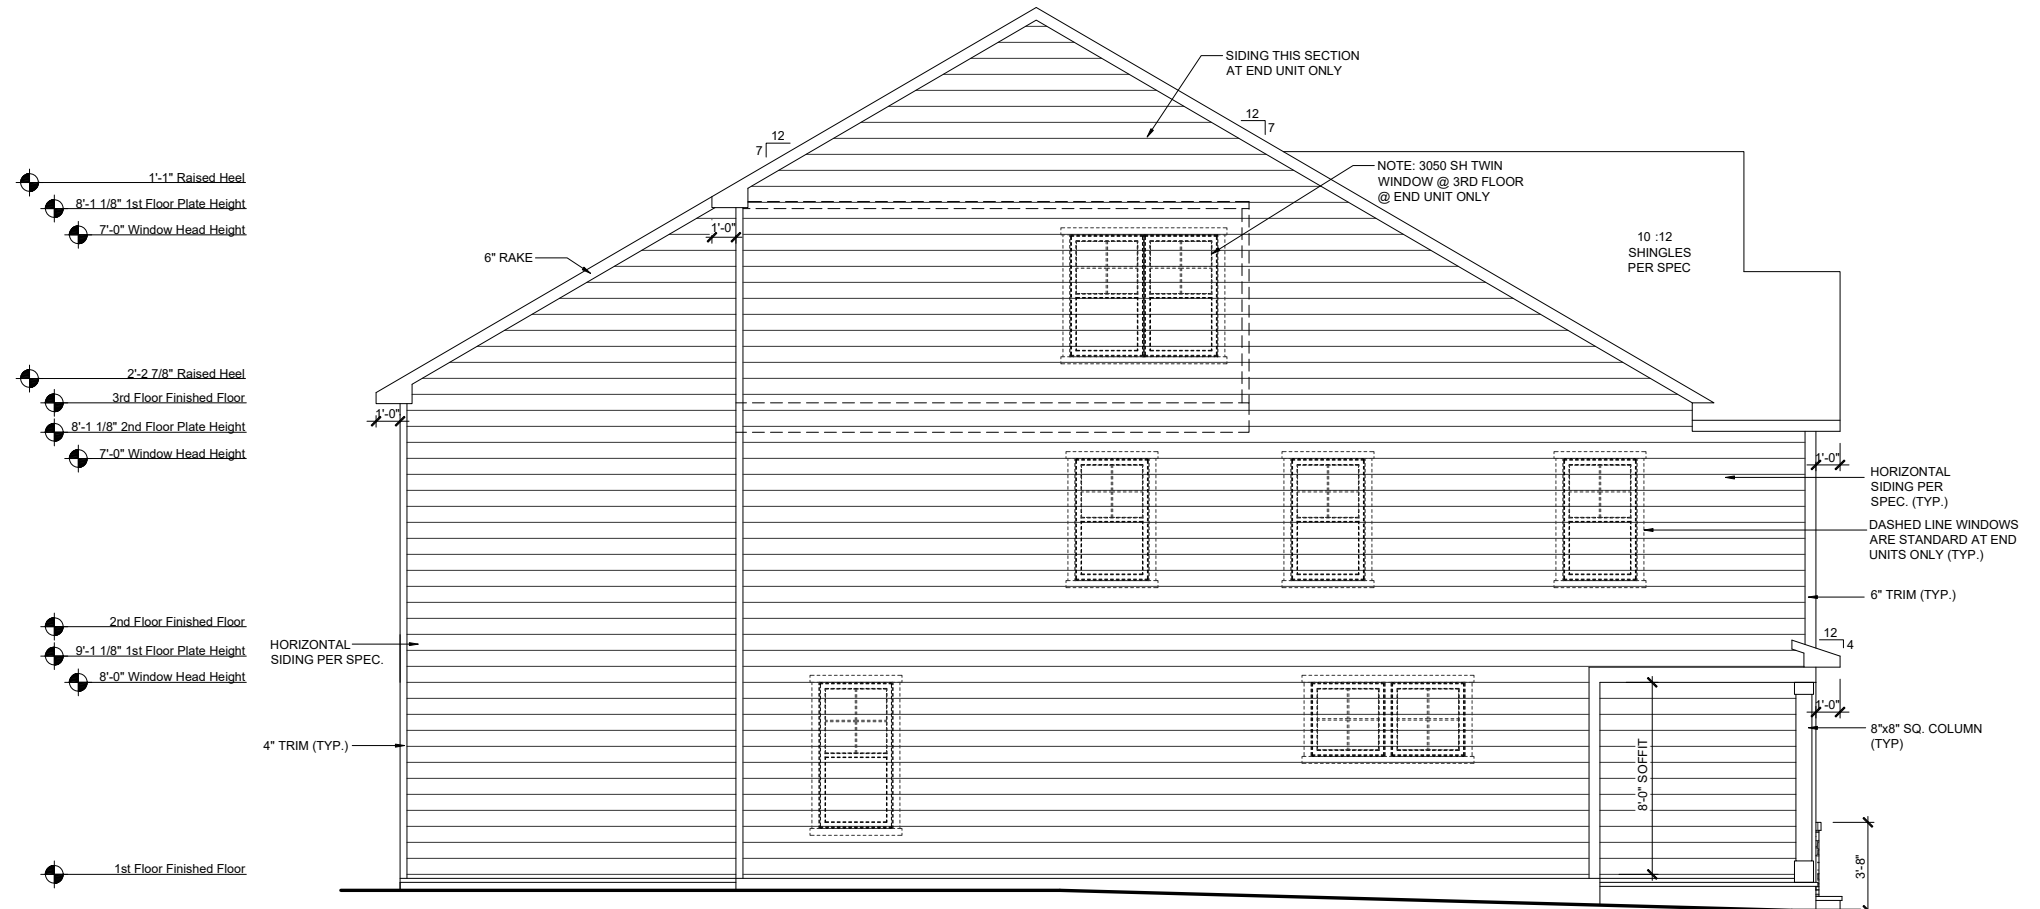 SIDING THIS SECTION
AT END UNIT ONLY
12
7
12
7
NOTE: 3050 SH TWIN
WINDOW @ 3RD FLOOR
@ END UNIT ONLY
1'-1" Raised Heel
8'-1 1/8" 1st Floor Plate Height
7'-0" Window Head Height
1'-0"
6" RAKE
10 :12
SHINGLES
PER SPEC
2'-2 7/8" Raised Heel
3rd Floor Finished Floor
8'-1 1/8" 2nd Floor Plate Height
7'-0" Window Head Height
1'-0"
1'-0"
HORIZONTAL
SIDING PER
SPEC. (TYP.)
DASHED LINE WINDOWS
ARE STANDARD AT END
UNITS ONLY (TYP.)
6" TRIM (TYP.)
2nd Floor Finished Floor
9'-1 1/8" 1st Floor Plate Height
8'-0" Window Head Height
HORIZONTAL
SIDING PER SPEC.
12
4
1'-0"
8"x8" SQ. COLUMN
(TYP)
4" TRIM (TYP.)
8'-0" SOFFIT
3'-8"
1st Floor Finished Floor